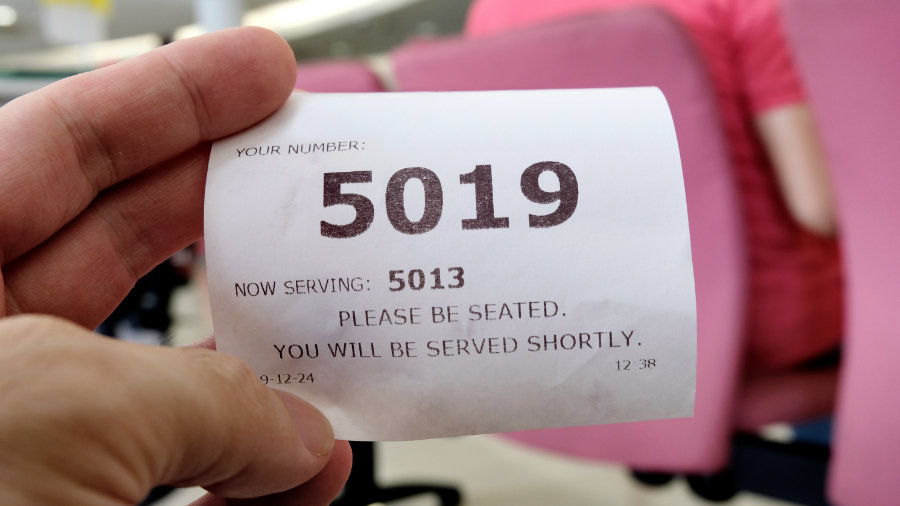 YOUR NUMBER:
5019
NOW SERVING: 5013
PLEASE BE SEATED.
YOU WILL BE SERVED SHORTLY.
9-12-24 12:38